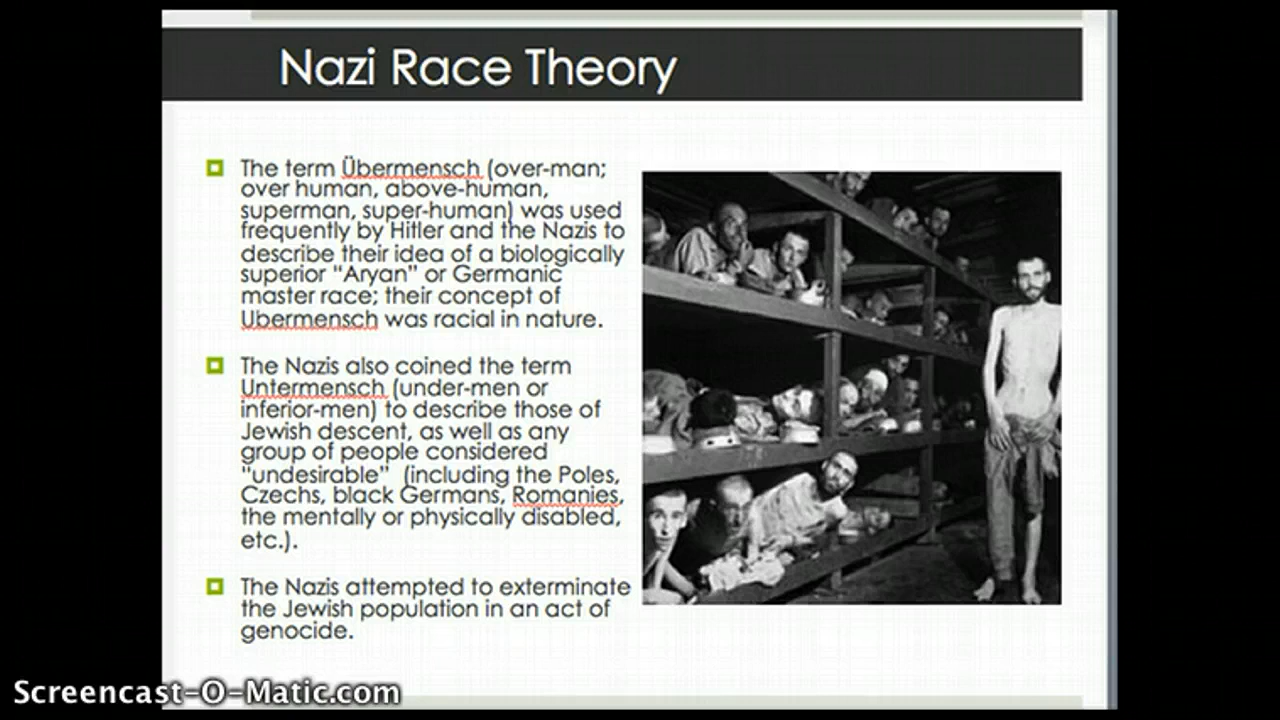 Nazi Race Theory
The term Übermensch (over-man;
over human, above-human,
superman, super-human) was used
frequently by Hitler and the Nazis to
describe their idea of a biologically
superior “Aryan” or Germanic
master race; their concept of
Ubermensch was racial in nature.
The Nazis also coined the term
Untermensch (under-men or
inferior-men) to describe those of
Jewish descent, as well as any
group of people considered
“undesirable” (including the Poles,
Czechs, black Germans, Romanies,
the mentally or physically disabled,
etc.).
The Nazis attempted to exterminate
the Jewish population in an act of
genocide.
Screencast-O-Matic.com